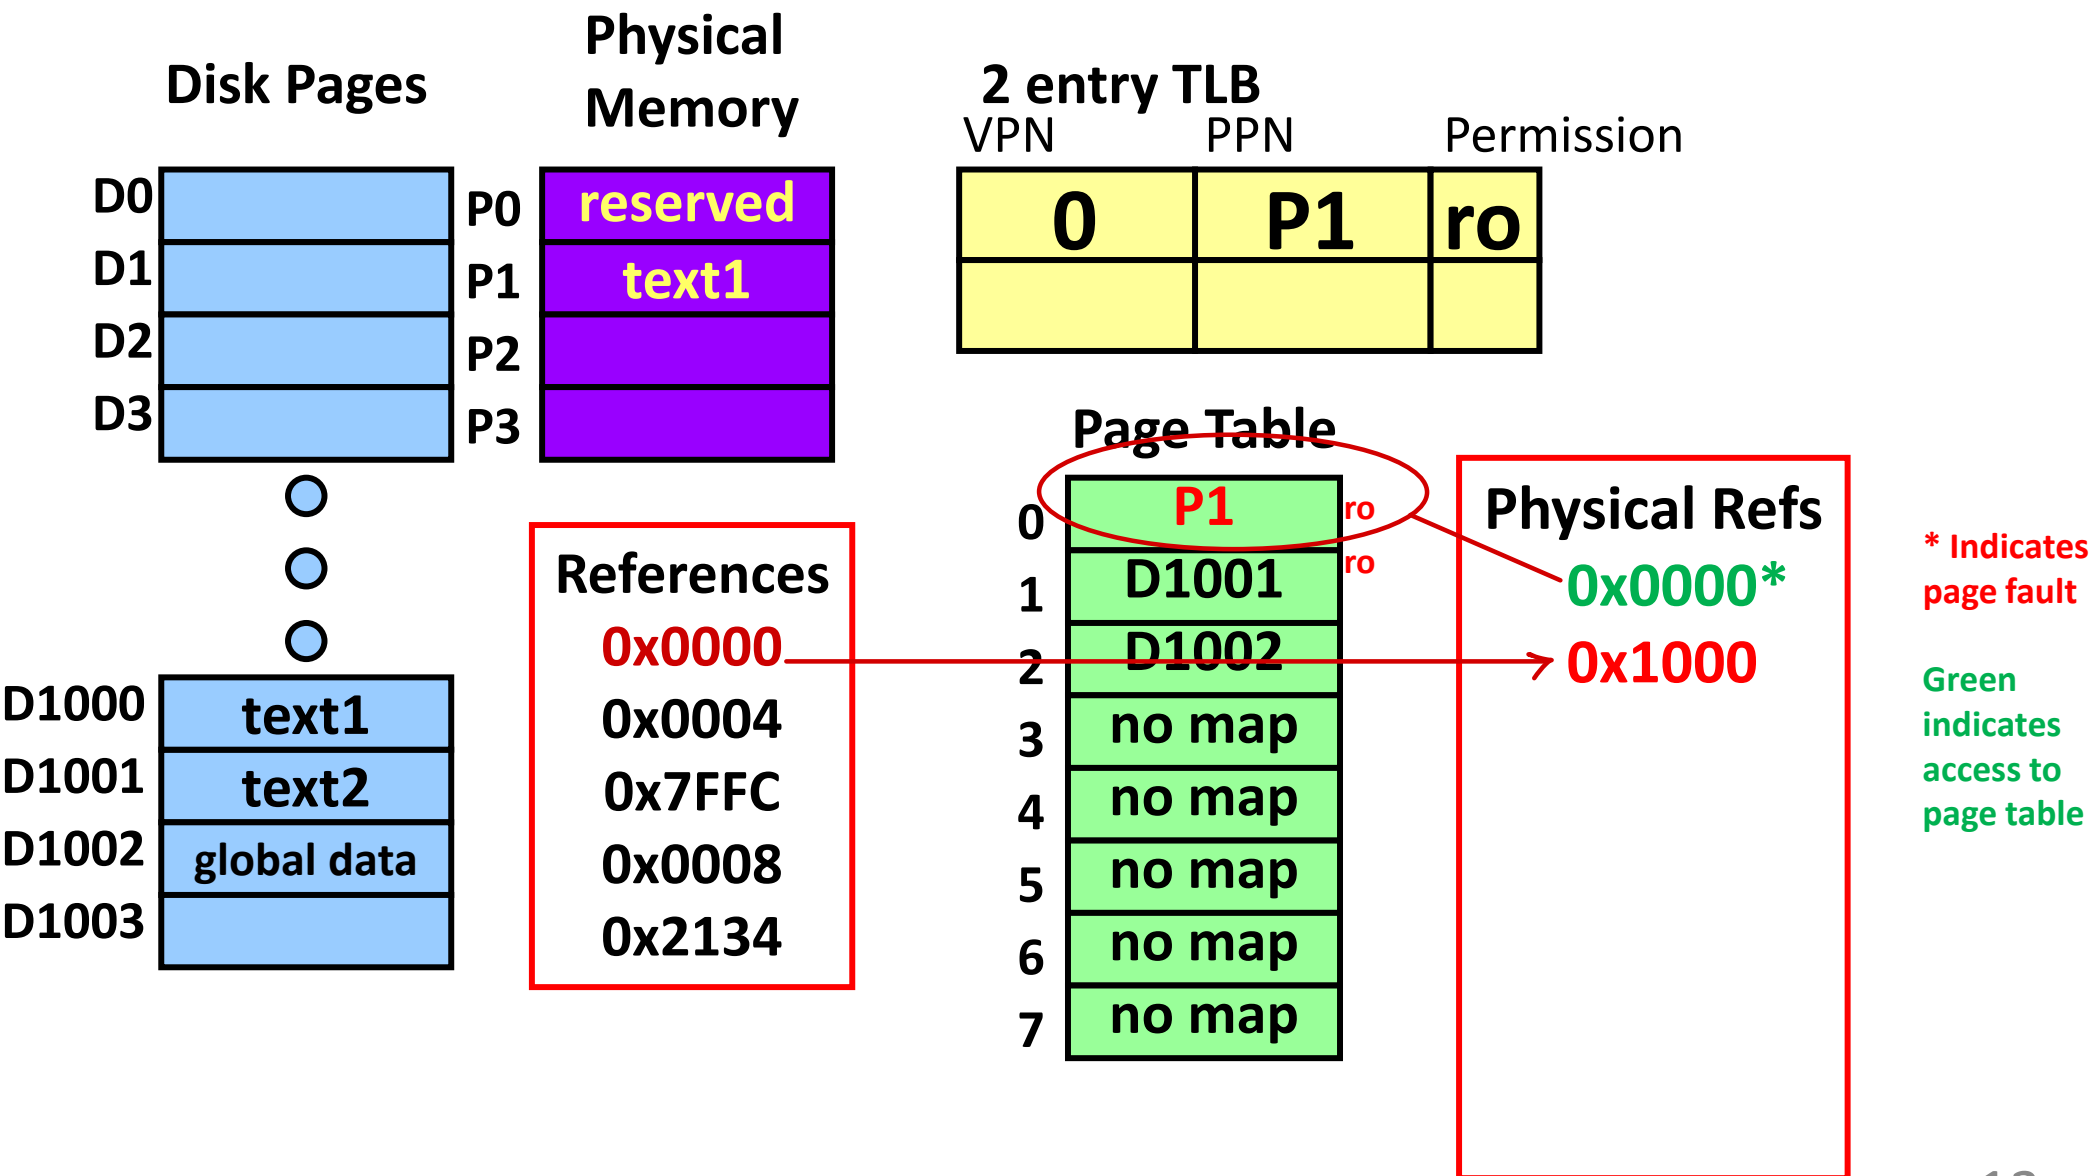 Disk Pages
D0
D1
D2
D3
D1000 text1
D1001 text2
D1002 global data
D1003
Physical
Memory
P0 reserved
P1 text1
P2
P3
References
0x0000
0x0004
0x7FFC
0x0008
0x2134
2 entry TLB
VPN PPN Permission
0 P1 ro
Page Table
0 P1 ro
1 D1001 ro
2 D1002
3 no map
4 no map
5 no map
6 no map
7 no map
Physical Refs
0x0000*
0x1000
* Indicates
page fault
Green
indicates
access to
page table